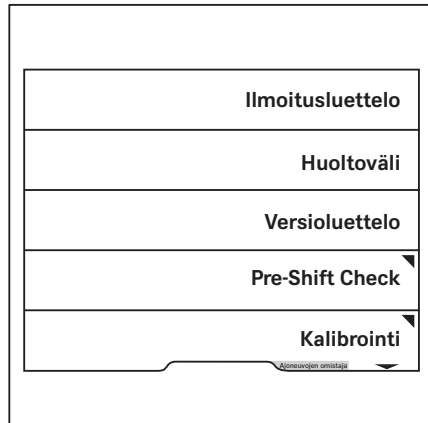 Ilmoitusluettelo
Huoltoväli
Versioluettelo
Pre-Shift Check
Kalibrointi
Ajoneuvojen omistaja